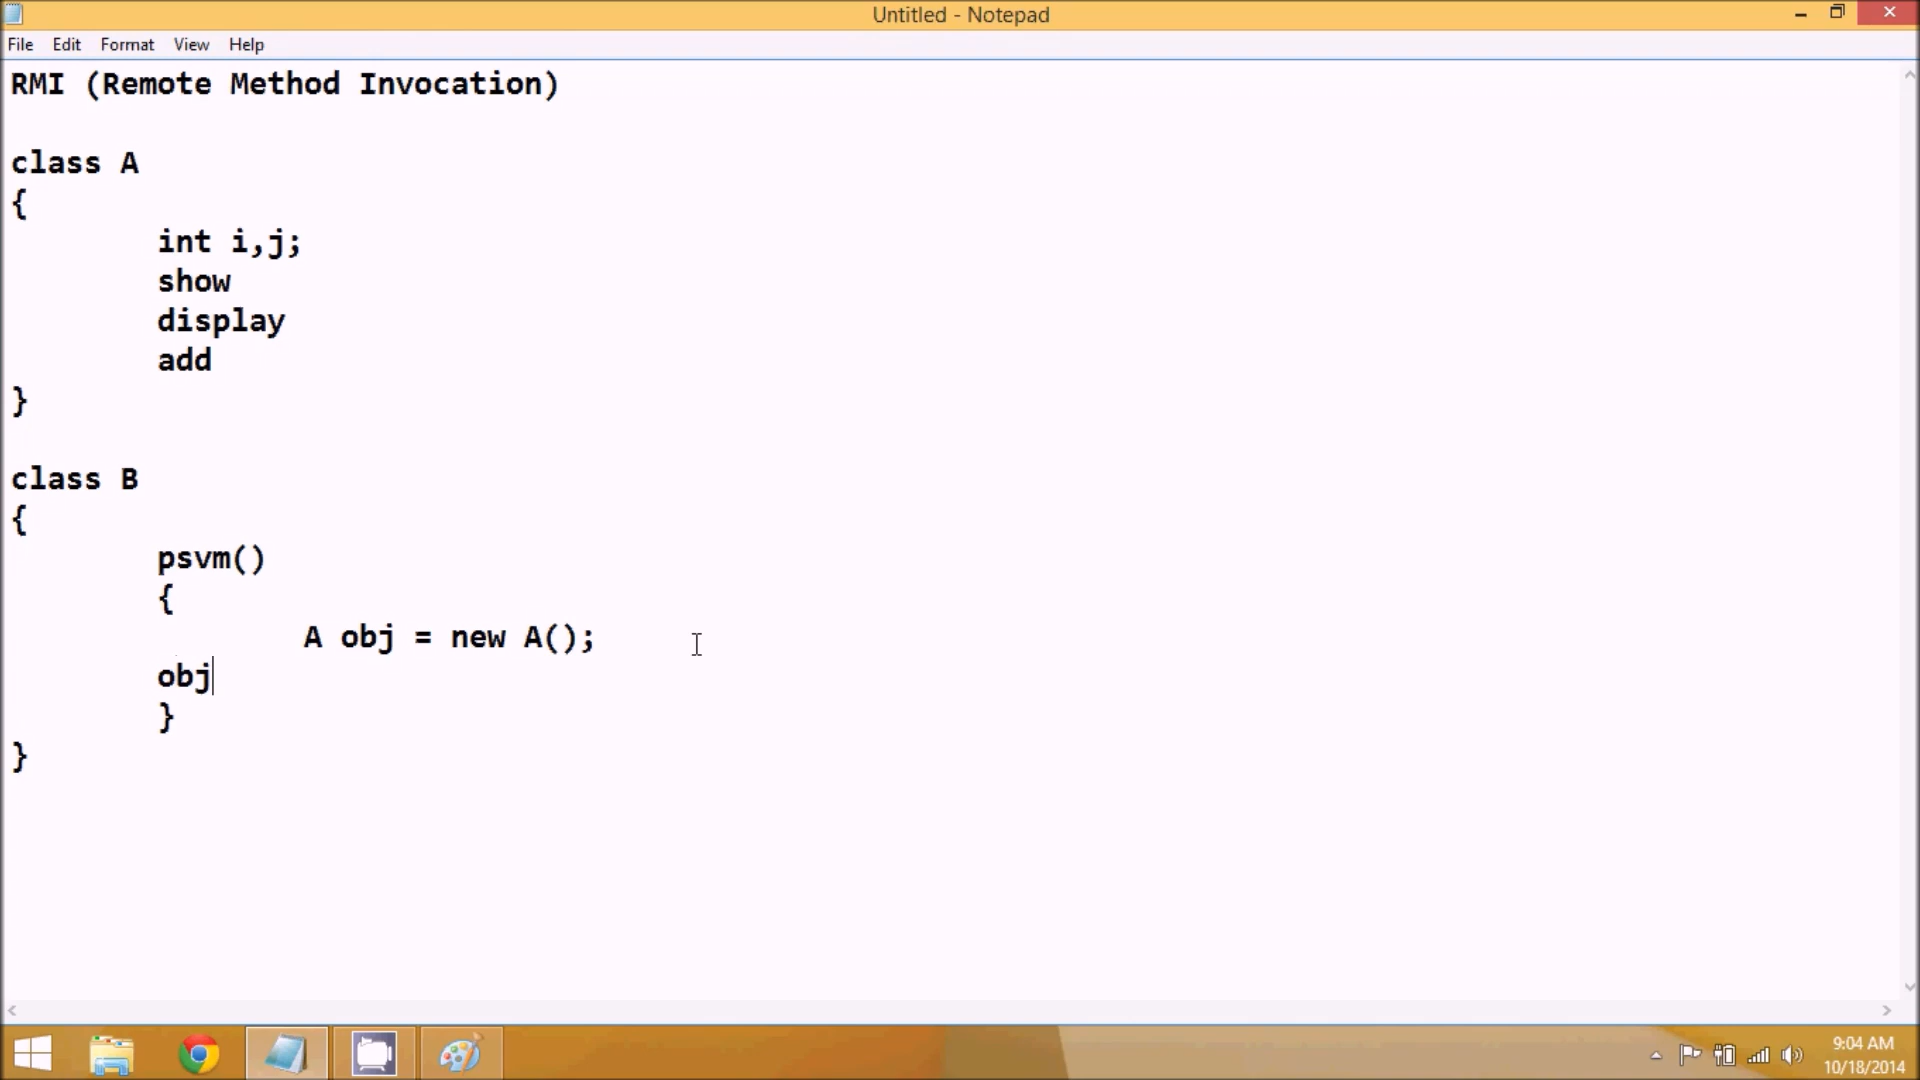 Untitled - Notepad
File Edit Format View Help
RMI (Remote Method Invocation)
class A
{
int i,j;
show
display
add
}
class B
{
psvm()
{
A obj = new A();
obj
}
}
9:04 AM
10/18/2014